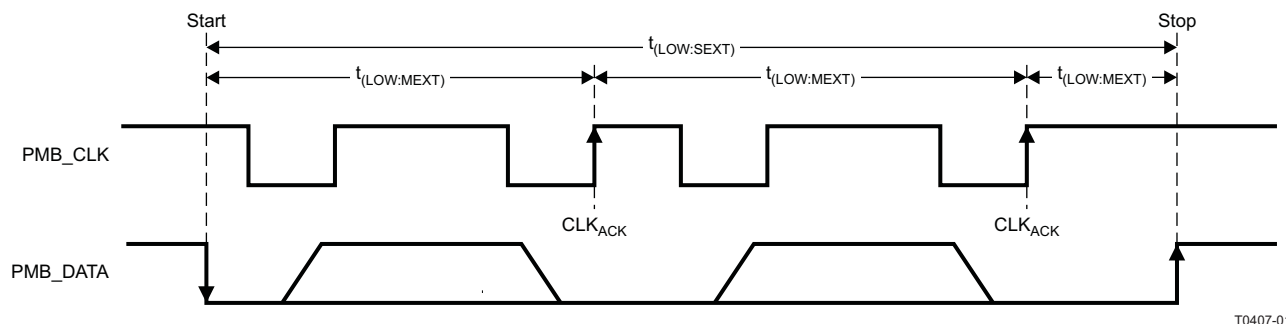 Start Stop
t(LOW:SEXT)
t(LOW:MEXT) t(LOW:MEXT) t(LOW:MEXT)
PMB_CLK
CLKACK CLKACK
PMB_DATA